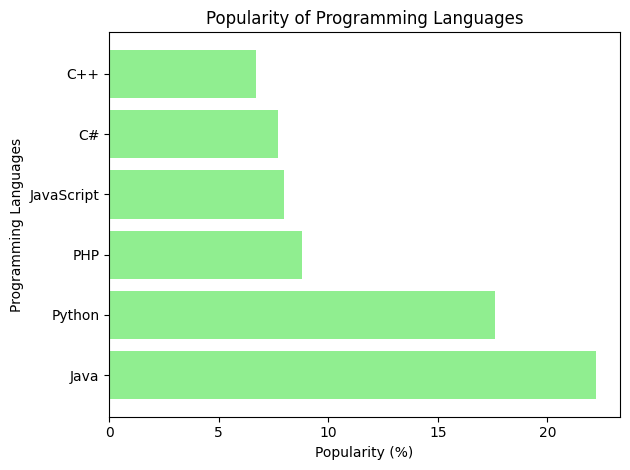 Popularity of Programming Languages
Programming Languages
C++
C#
JavaScript
PHP
Python
Java
0 5 10 15 20
Popularity (%)